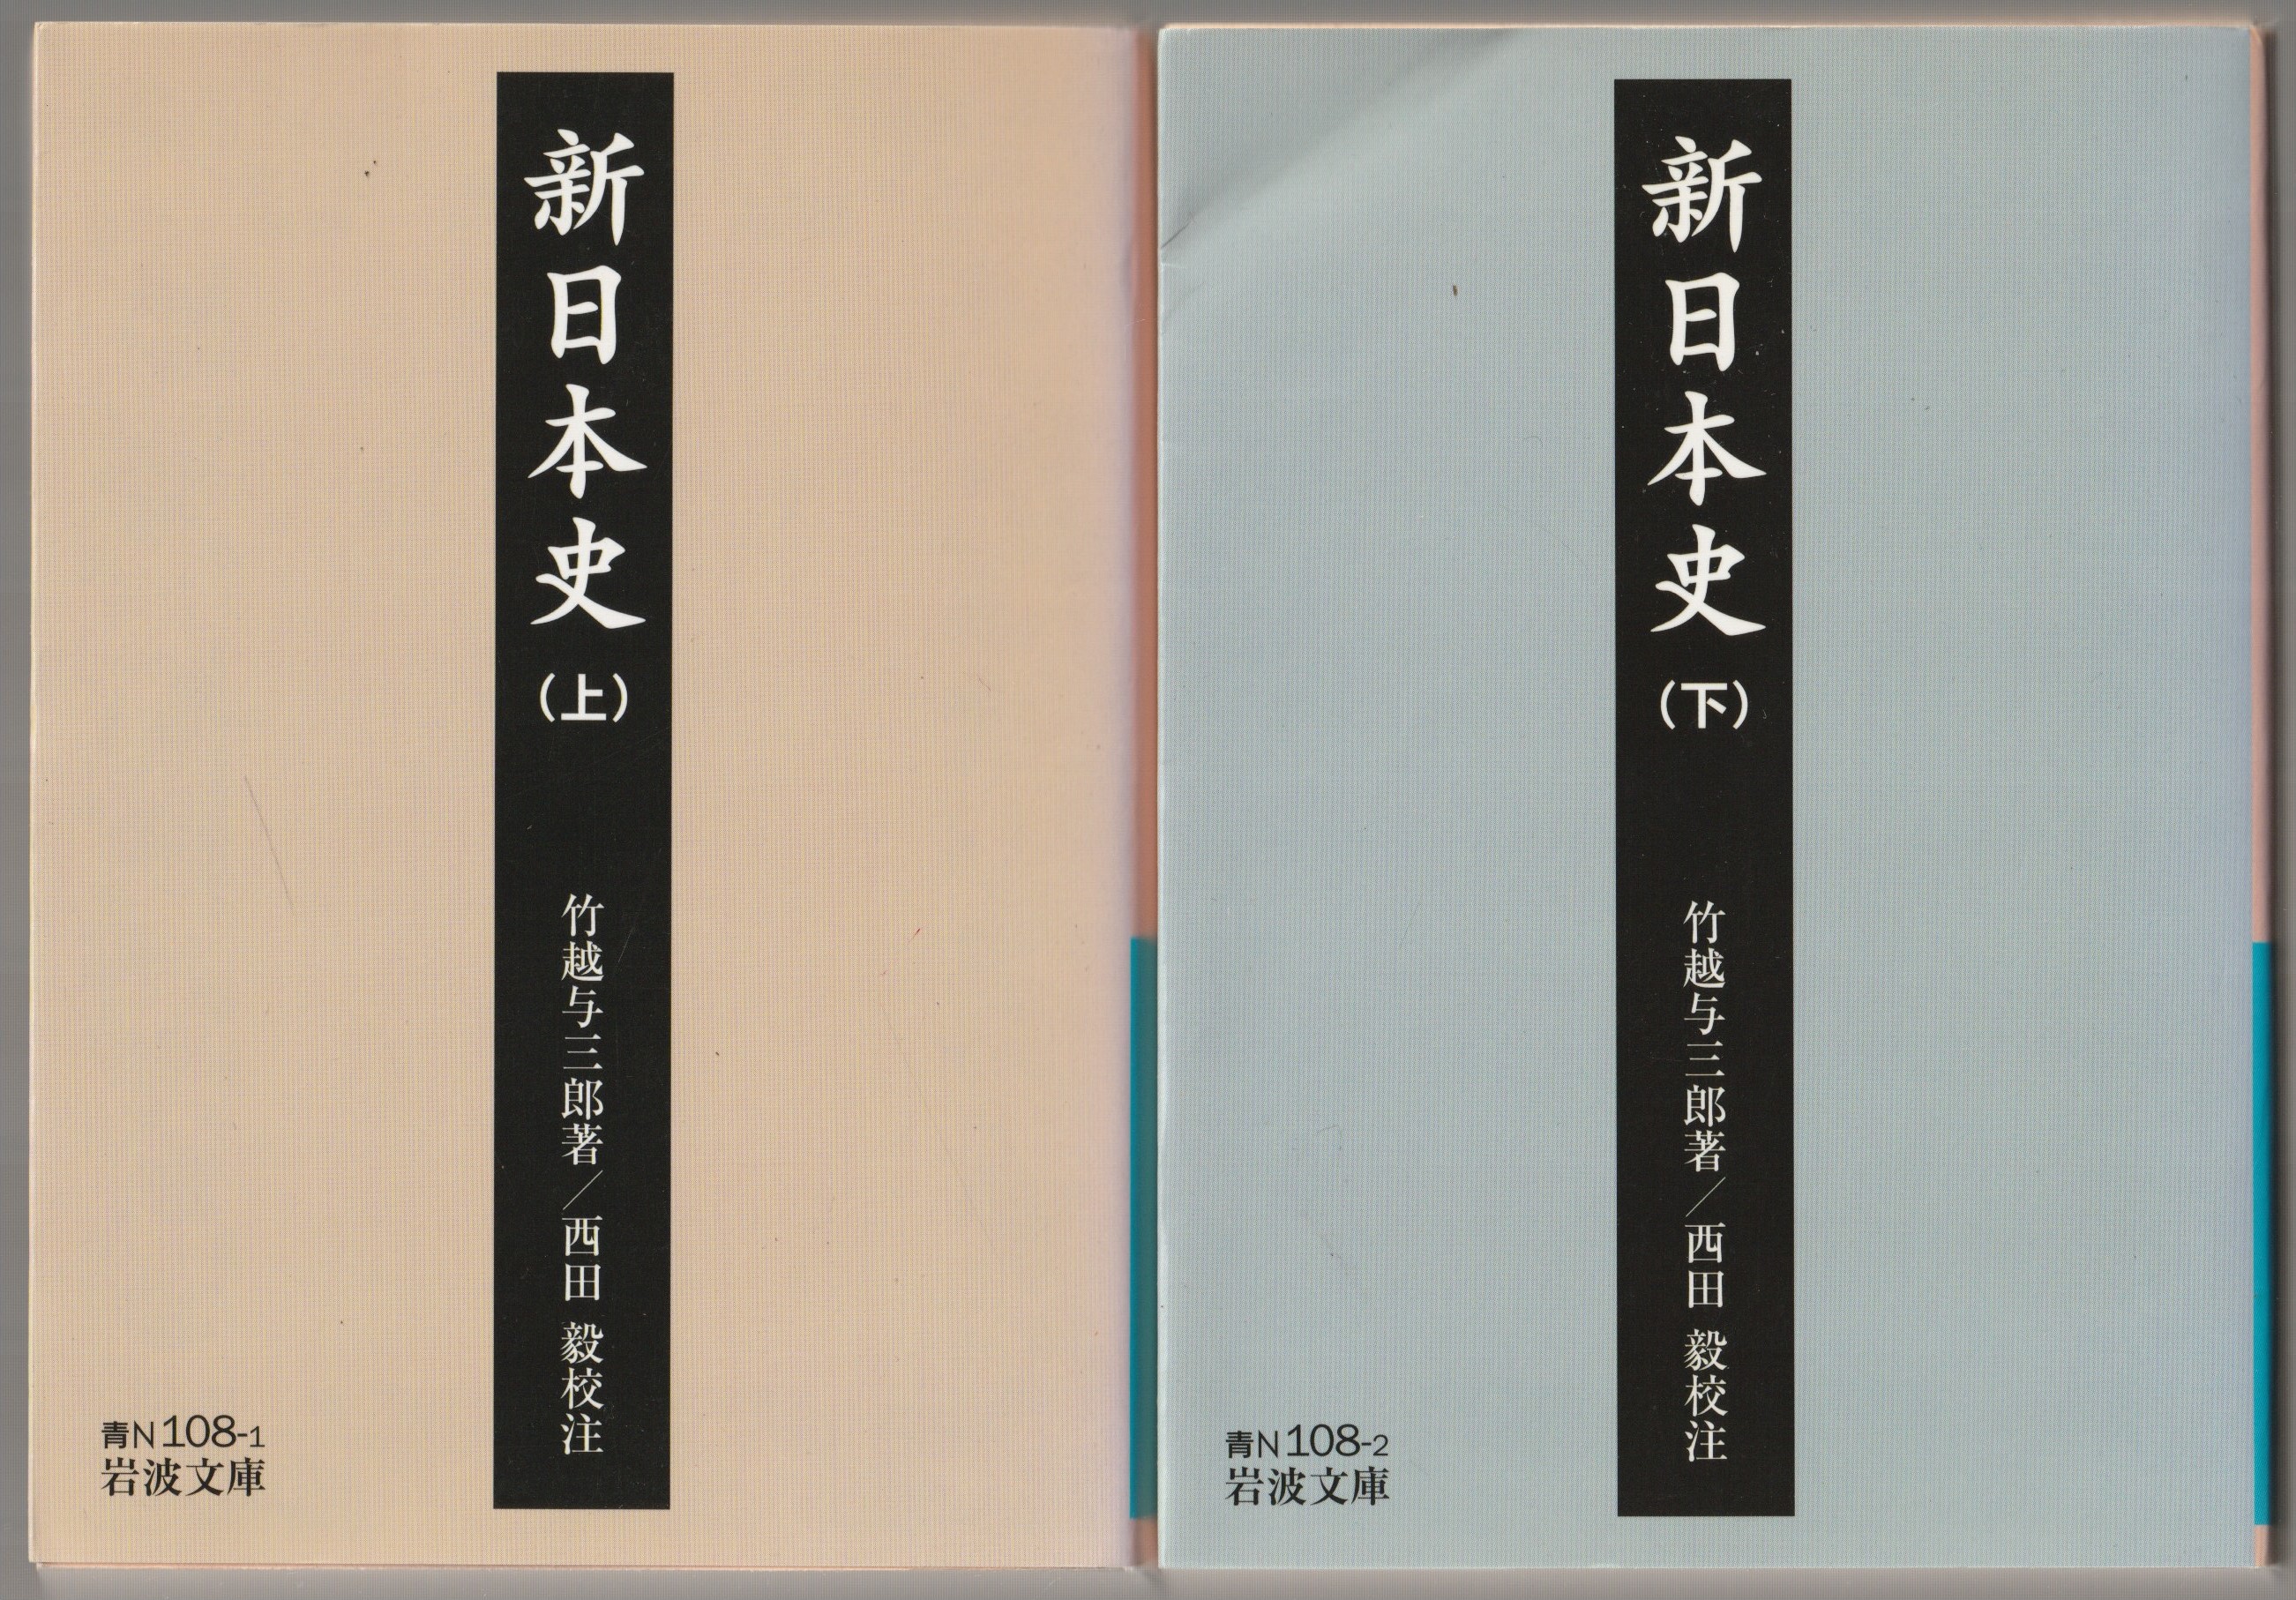 新日本史
（上）
竹越与三郎著／西田 毅校注
青N108-1
岩波文庫
新日本史
（下）
竹越与三郎著／西田 毅校注
青N108-2
岩波文庫